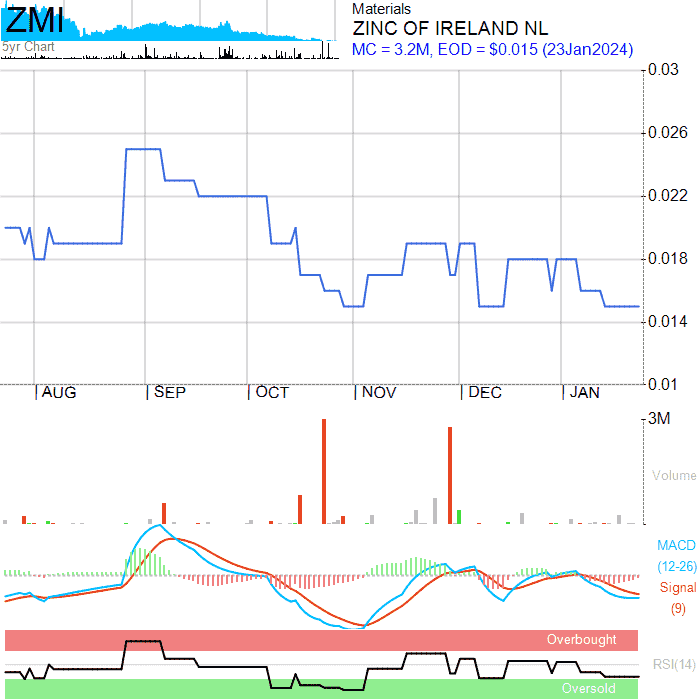 ZMI
5yr Chart
Materials
ZINC OF IRELAND NL
MC = 3.2M, EOD = $0.015 (23Jan2024)
0.03
0.026
0.022
0.018
0.014
0.01
AUG SEP OCT NOV DEC JAN
3M
Volume
MACD
(12-26)
Signal
(9)
Overbought
RSI(14)
Oversold